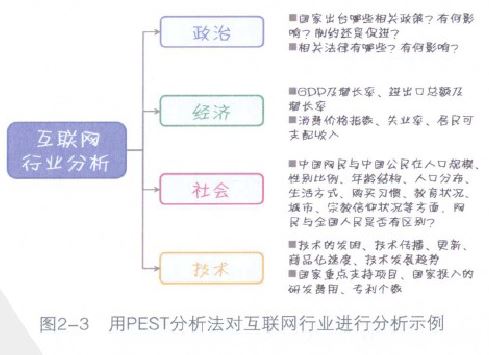 政治
■国家出台哪些相关政策？有何影
响？制约还是促进？
■相关法律有哪些？有何影响？
经济
■GDP及增长率、进出口总额及
增长率
■消费价格指数、失业率、居民可
支配收入
互联网
行业分析
社会
■中国网民与中国公民在人口规模、
性别比例、年龄结构、人口分布、
生活方式、购买习惯、教育状况、
城市、宗教信仰状况等方面，网
民与全国人民是否有区别？
技术
■技术的发明、技术传播、更新、
商品化速度、技术发展趋势
■国家重点支持项目、国家投入的
研发费用、专利个数
图2-3 用PEST分析法对互联网行业进行分析示例